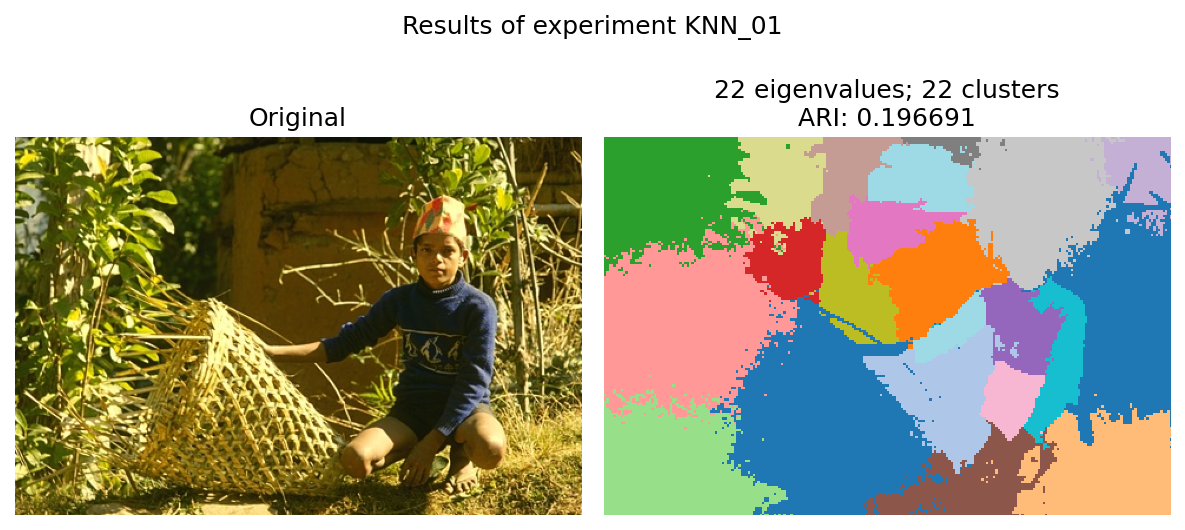 Results of experiment KNN_01
Original
22 eigenvalues; 22 clusters
ARI: 0.196691